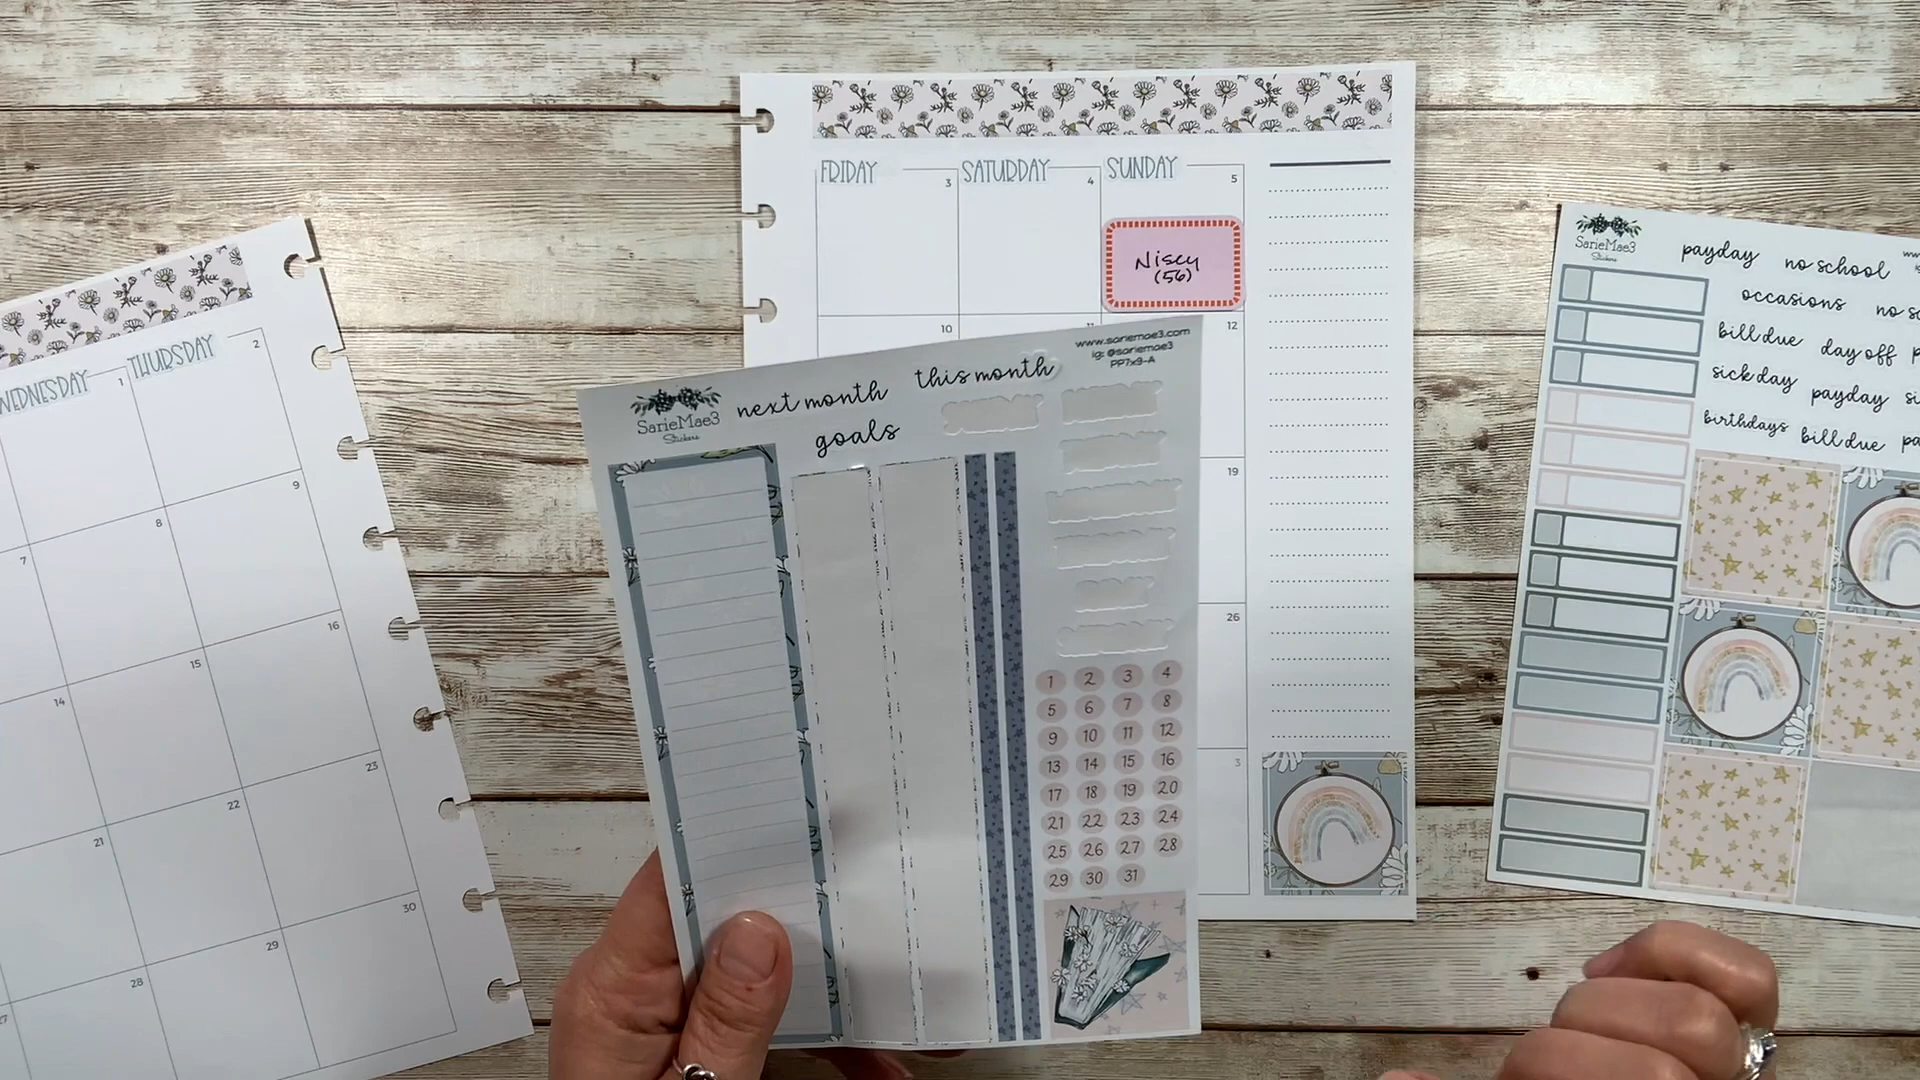 WEDNESDAY
THURSDAY
1
2
7
8
9
14
15
16
21
22
23
27
28
29
30
FRIDAY
SATURDAY
SUNDAY
3
4
5
Niscy
(56)
10
12
19
26
3
SarieMae3
Stickers
next month
this month
goals
www.sariemae3.com
ig: @sariemae3
PP7x9-A
1 2 3 4
5 6 7 8
9 10 11 12
13 14 15 16
17 18 19 20
21 22 23 24
25 26 27 28
29 30 31
SarieMae3
Stickers
payday
no school
occasions
bill due
day off
sick day
payday
birthdays
bill due